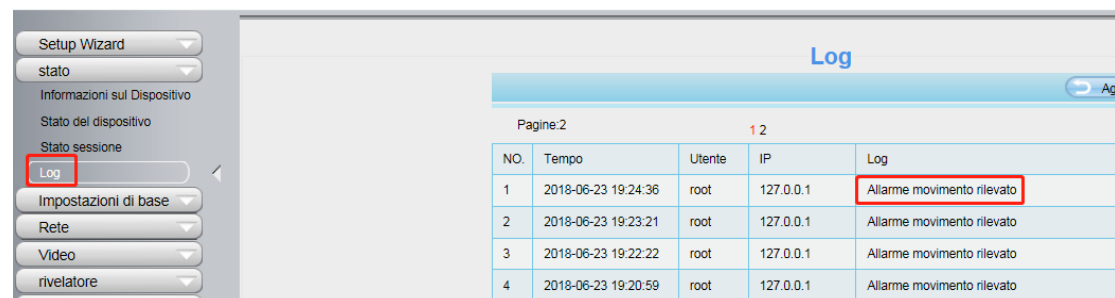 Setup Wizard
stato
Informazioni sul Dispositivo
Stato del dispositivo
Stato sessione
Log
Impostazioni di base
Rete
Video
rivelatore
Log
Ag
Pagine:2 1 2
NO. Tempo Utente IP Log
1 2018-06-23 19:24:36 root 127.0.0.1 Allarme movimento rilevato
2 2018-06-23 19:23:21 root 127.0.0.1 Allarme movimento rilevato
3 2018-06-23 19:22:22 root 127.0.0.1 Allarme movimento rilevato
4 2018-06-23 19:20:59 root 127.0.0.1 Allarme movimento rilevato